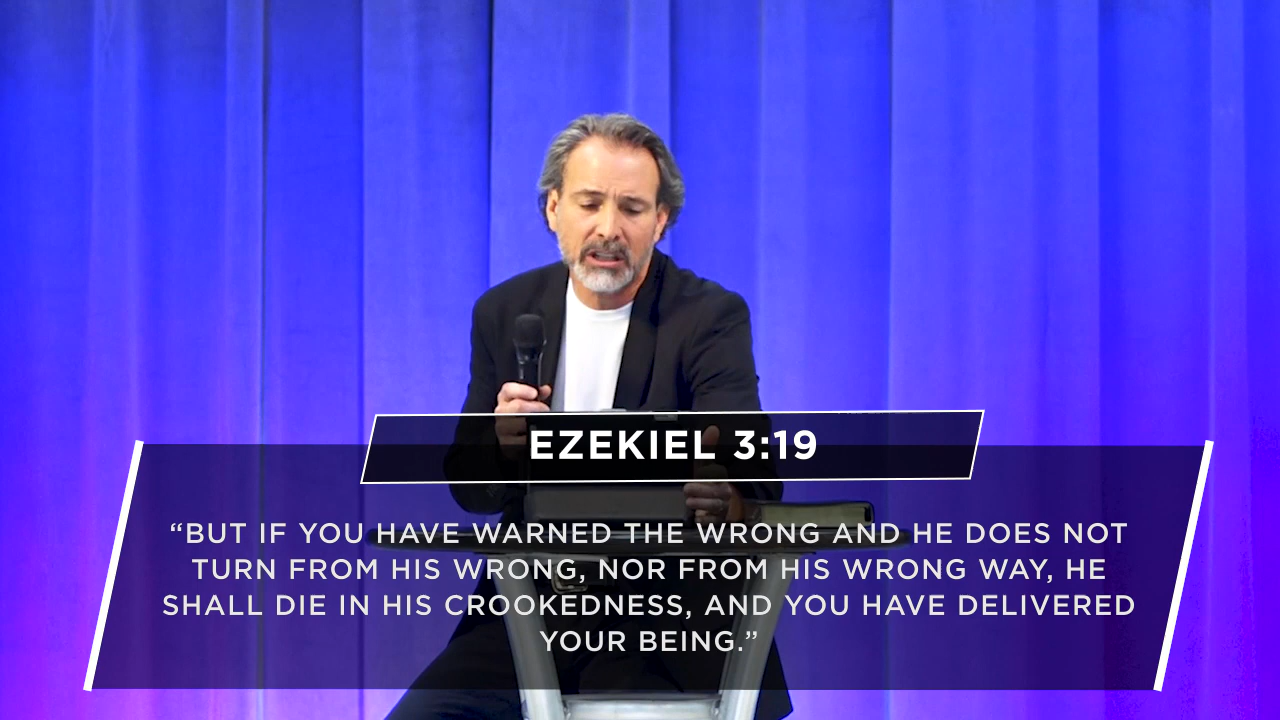 EZEKIEL 3:19
“BUT IF YOU HAVE WARNED THE WRONG AND HE DOES NOT
TURN FROM HIS WRONG, NOR FROM HIS WRONG WAY, HE
SHALL DIE IN HIS CROOKEDNESS, AND YOU HAVE DELIVERED
YOUR BEING.”